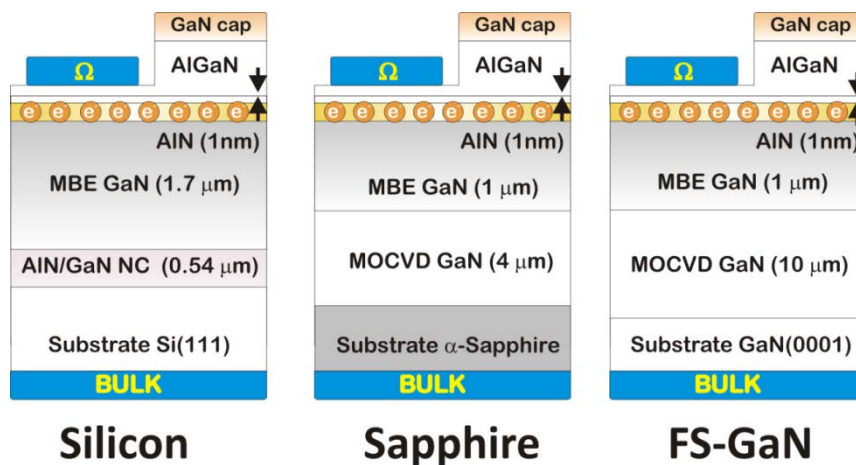 GaN cap
Ω
AlGaN
e e e e e e e e
AlN (1nm)
MBE GaN (1.7 μm)
AlN/GaN NC (0.54 μm)
Substrate Si(111)
BULK
Silicon
GaN cap
Ω
AlGaN
e e e e e e e e
AlN (1nm)
MBE GaN (1 μm)
MOCVD GaN (4 μm)
Substrate α-Sapphire
BULK
Sapphire
GaN cap
Ω
AlGaN
e e e e e e e e
AlN (1nm)
MBE GaN (1 μm)
MOCVD GaN (10 μm)
Substrate GaN(0001)
BULK
FS-GaN